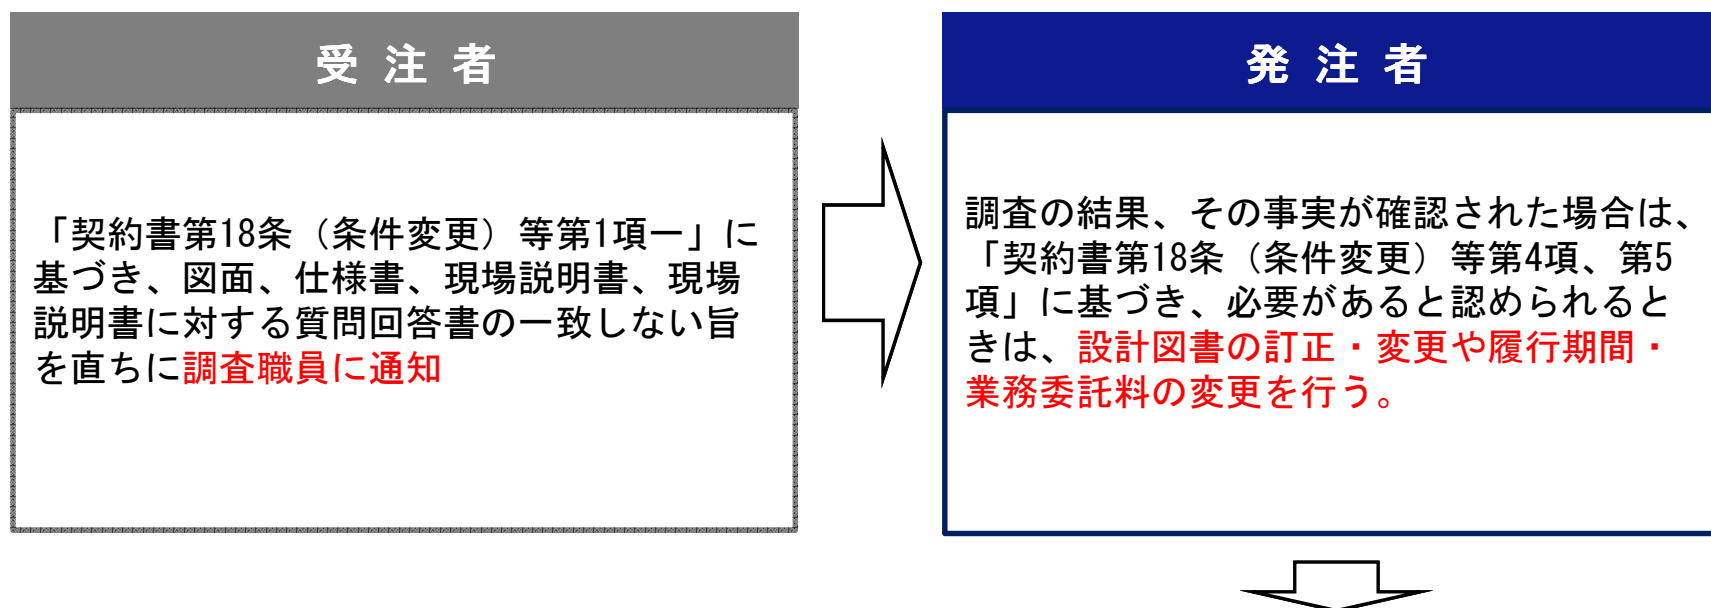 受 注 者
「契約書第18条（条件変更）等第1項一」に
基づき、図面、仕様書、現場説明書、現場
説明書に対する質問回答書の一致しない旨
を直ちに調査職員に通知
発 注 者
調査の結果、その事実が確認された場合は、
「契約書第18条（条件変更）等第4項、第5
項」に基づき、必要があると認められると
きは、設計図書の訂正・変更や履行期間・
業務委託料の変更を行う。